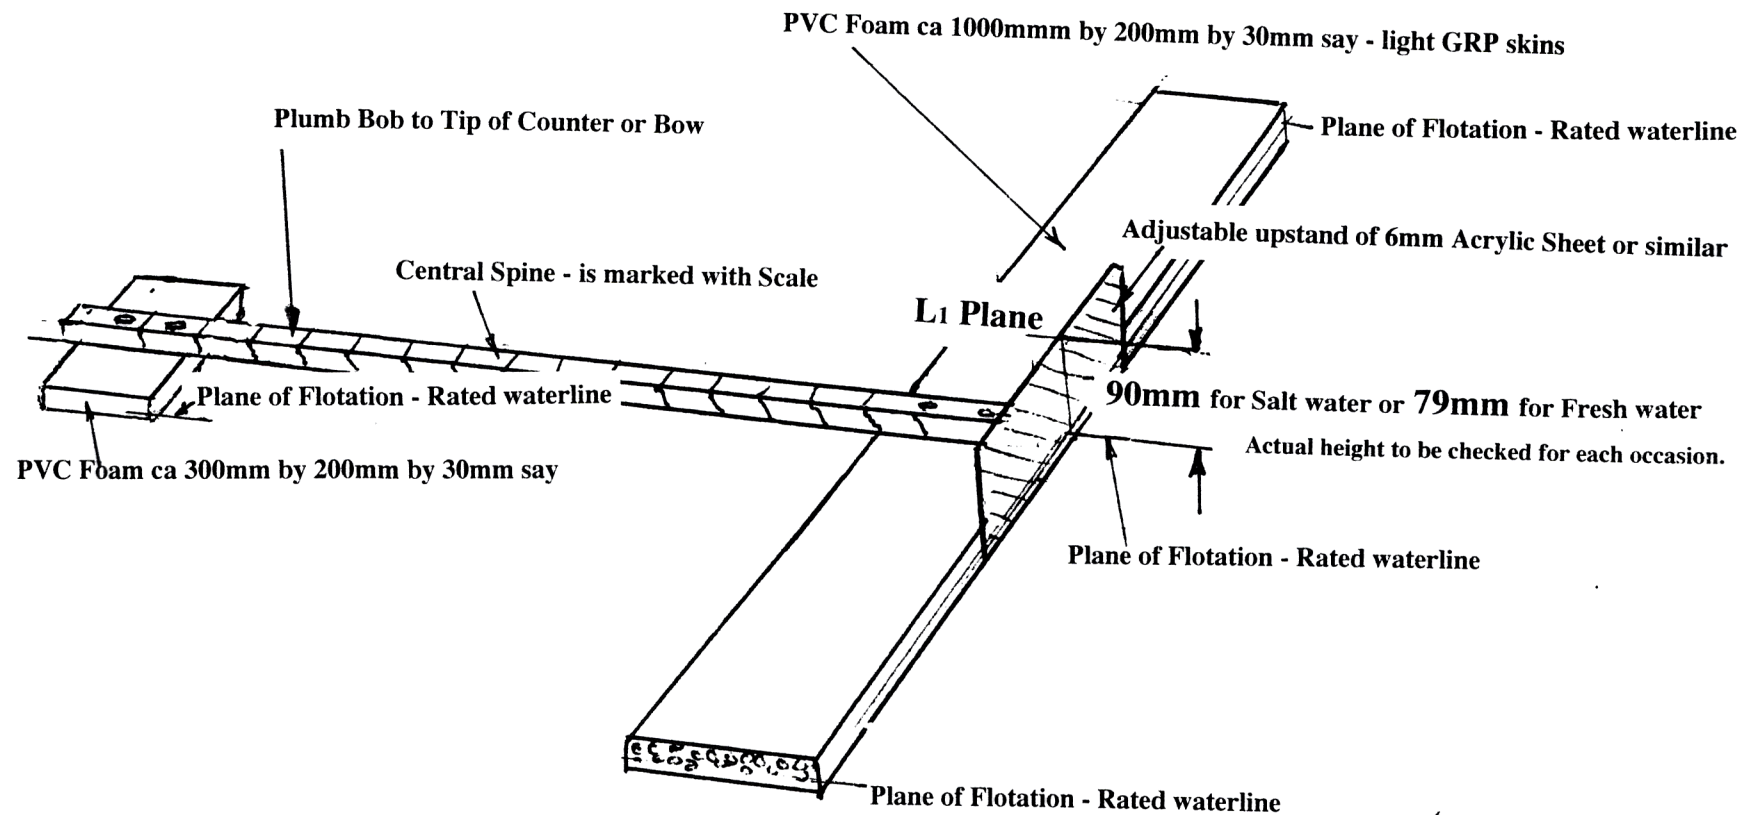 PVC Foam ca 1000mmm by 200mm by 30mm say - light GRP skins
Plumb Bob to Tip of Counter or Bow
Plane of Flotation - Rated waterline
Adjustable upstand of 6mm Acrylic Sheet or similar
Central Spine - is marked with Scale
L1 Plane
Plane of Flotation - Rated waterline
90mm for Salt water or 79mm for Fresh water
Actual height to be checked for each occasion.
PVC Foam ca 300mm by 200mm by 30mm say
Plane of Flotation - Rated waterline
Plane of Flotation - Rated waterline